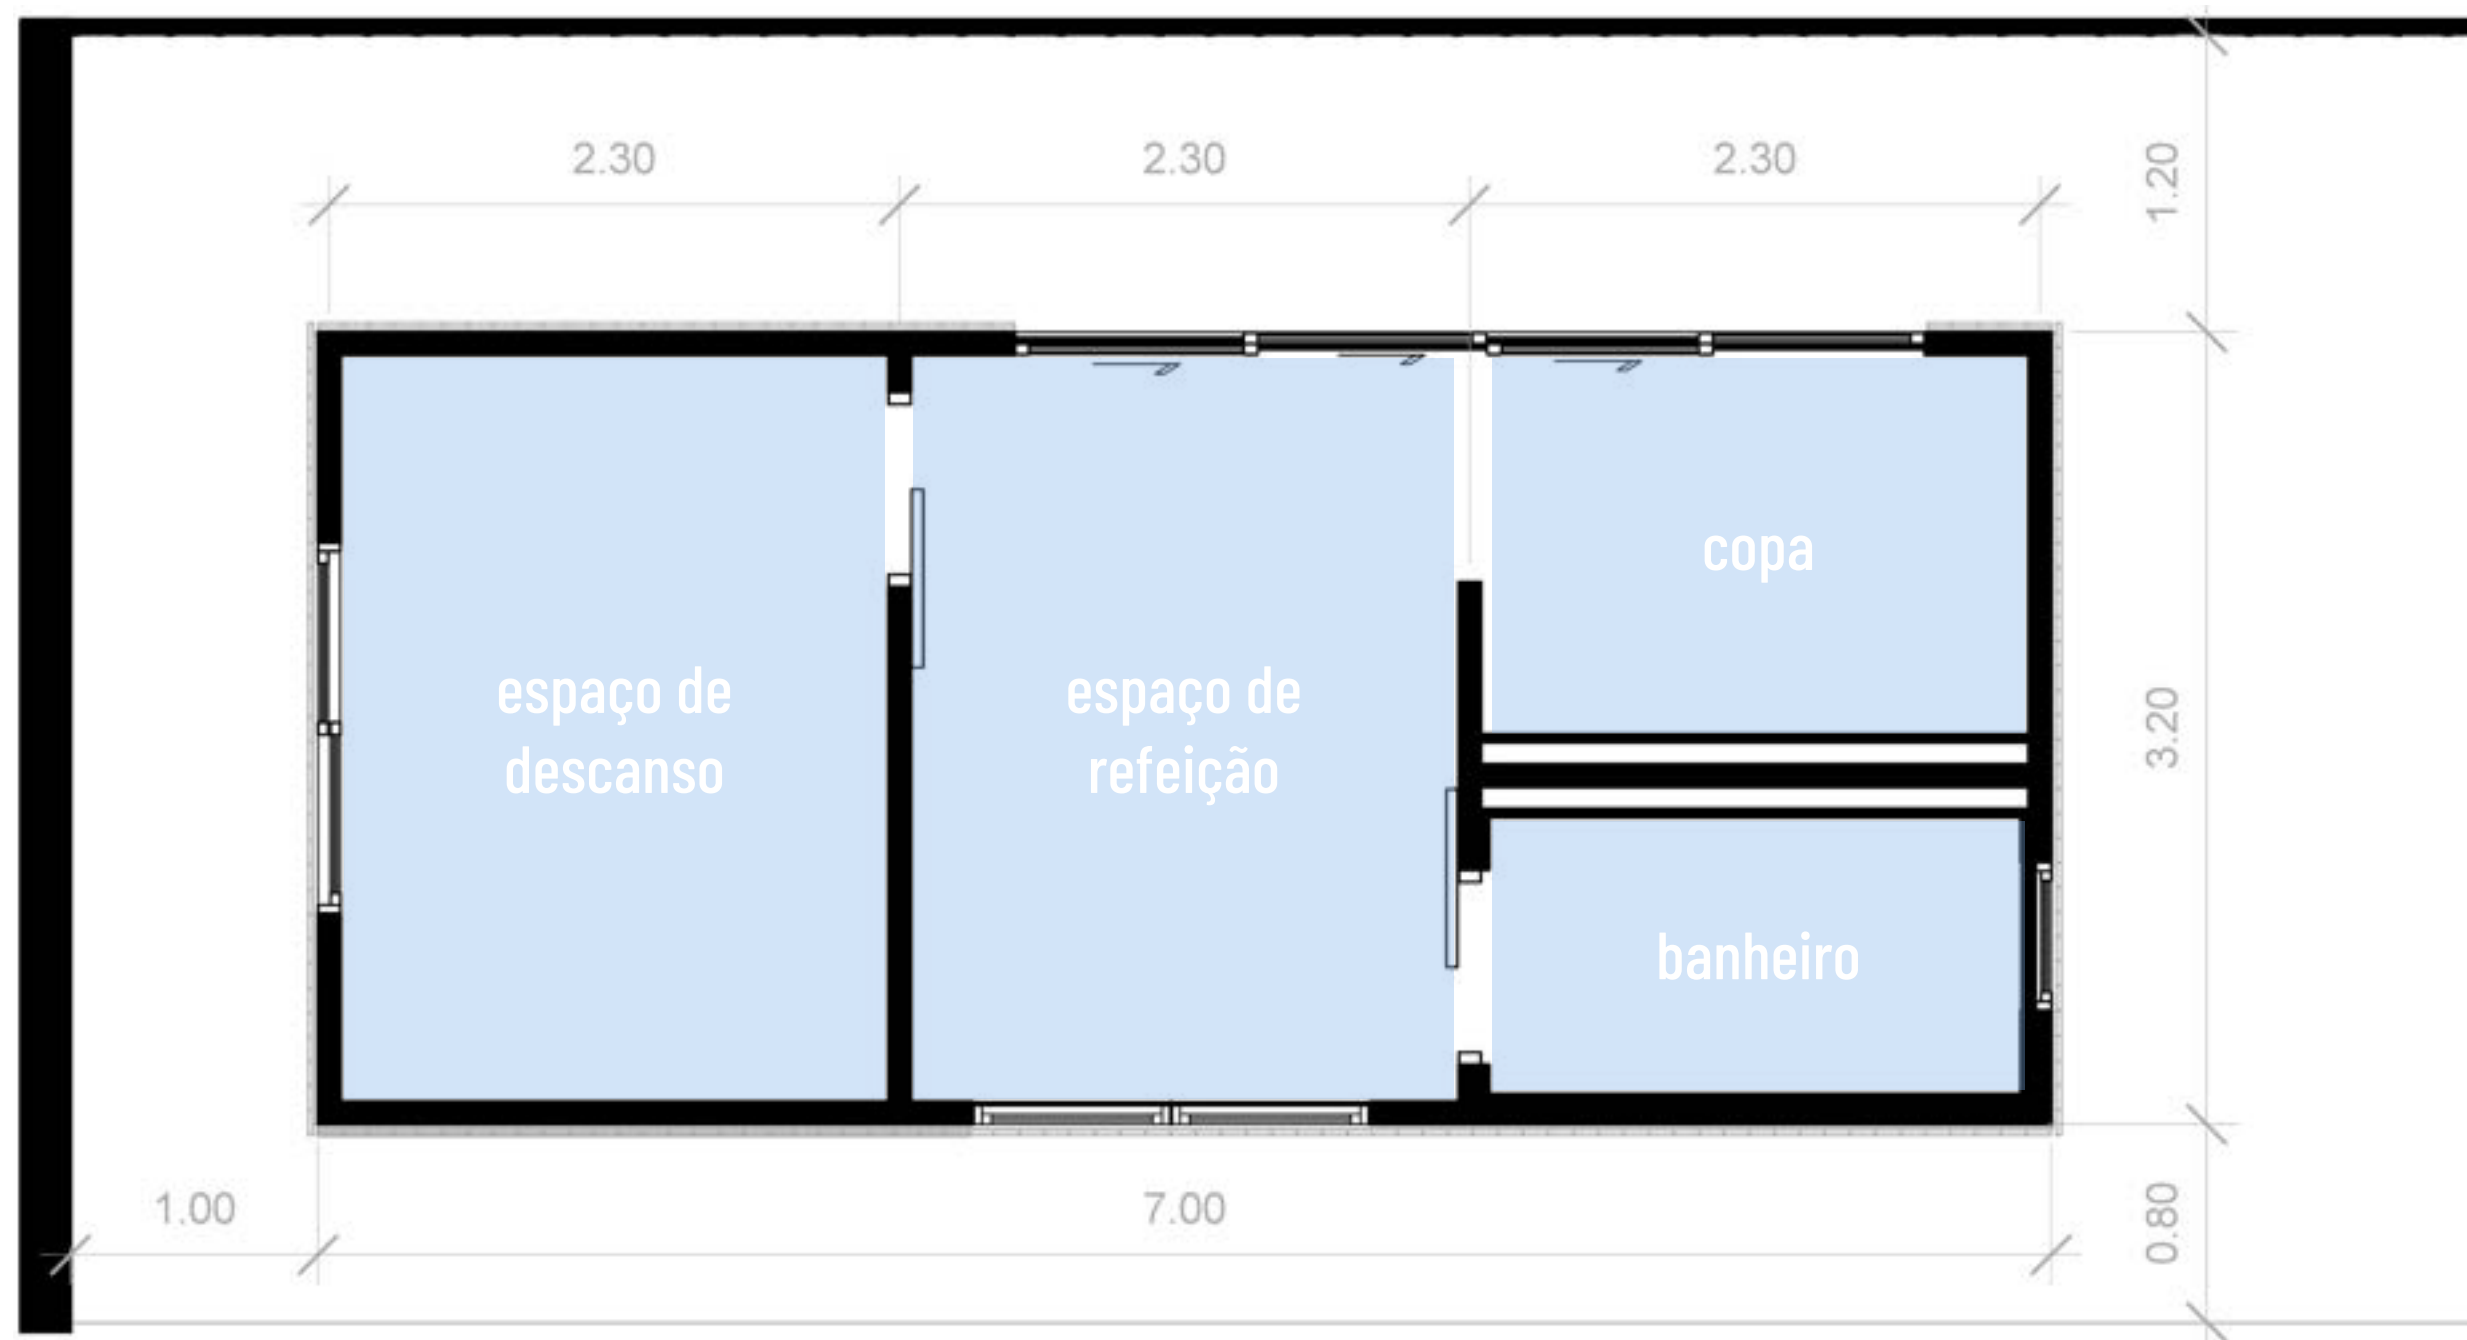 2.30
2.30
2.30
1.20
copa
espaço de
descanso
espaço de
refeição
3.20
banheiro
1.00
7.00
0.80